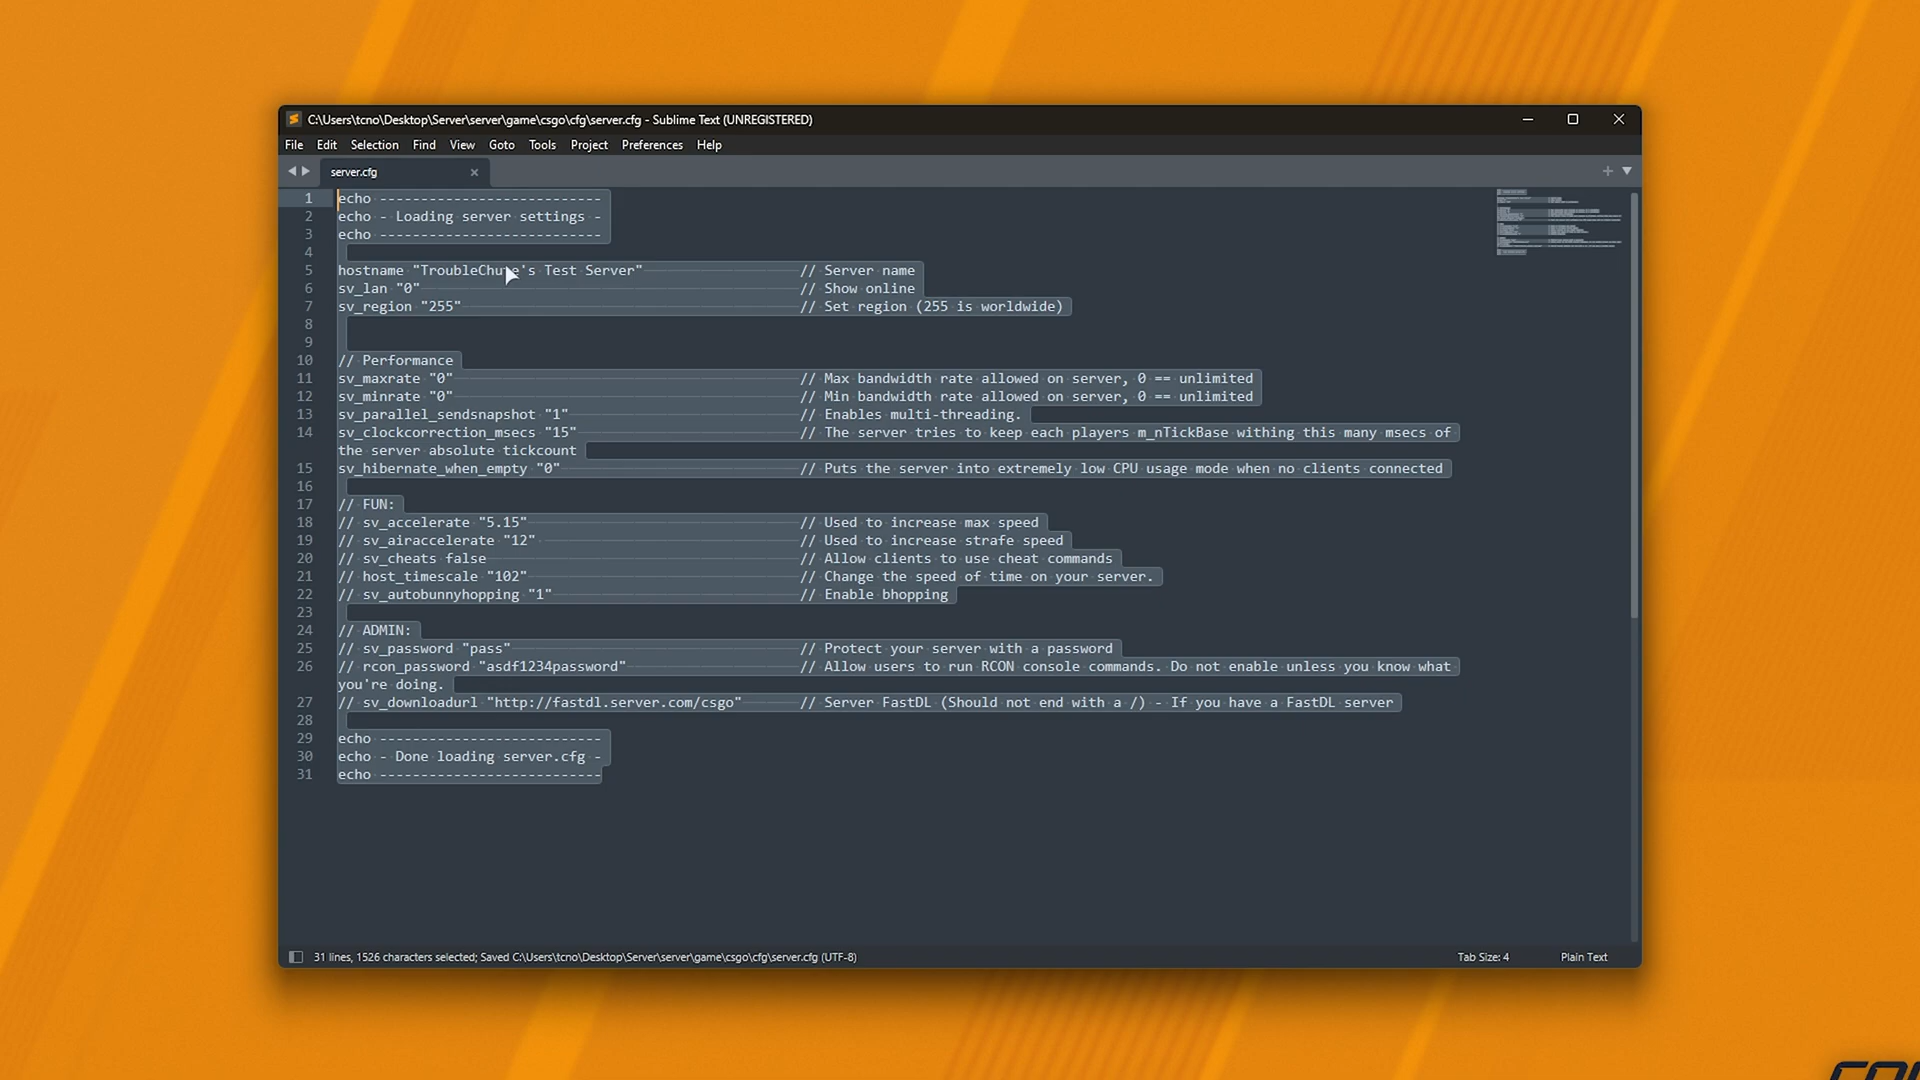 C:\Users\tcno\Desktop\Server\server\game\csgo\cfg\server.cfg - Sublime Text (UNREGISTERED)
File Edit Selection Find View Goto Tools Project Preferences Help
server.cfg
1 echo ---------------------------
2 echo - Loading server settings -
3 echo ---------------------------
4
5 hostname "TroubleChute's Test Server" // Server name
6 sv_lan "0" // Show online
7 sv_region "255" // Set region (255 is worldwide)
8
9
10 // Performance
11 sv_maxrate "0" // Max bandwidth rate allowed on server, 0 == unlimited
12 sv_minrate "0" // Min bandwidth rate allowed on server, 0 == unlimited
13 sv_parallel_sendsnapshot "1" // Enables multi-threading.
14 sv_clockcorrection_msecs "15" // The server tries to keep each players m_nTickBase withing this many msecs of
the server absolute tickcount
15 sv_hibernate_when_empty "0" // Puts the server into extremely low CPU usage mode when no clients connected
16
17 // FUN:
18 // sv_accelerate "5.15" // Used to increase max speed
19 // sv_airaccelerate "12" // Used to increase strafe speed
20 // sv_cheats false // Allow clients to use cheat commands
21 // host_timescale "102" // Change the speed of time on your server.
22 // sv_autobunnyhopping "1" // Enable bhopping
23
24 // ADMIN:
25 // sv_password "pass" // Protect your server with a password
26 // rcon_password "asdf1234password" // Allow users to run RCON console commands. Do not enable unless you know what
you're doing.
27 // sv_downloadurl "http://fastdl.server.com/csgo" // Server FastDL (Should not end with a /) - If you have a FastDL server
28
29 echo ---------------------------
30 echo - Done loading server.cfg -
31 echo ---------------------------
31 lines, 1526 characters selected; Saved C:\Users\tcno\Desktop\Server\server\game\csgo\cfg\server.cfg (UTF-8)
Tab Size: 4
Plain Text